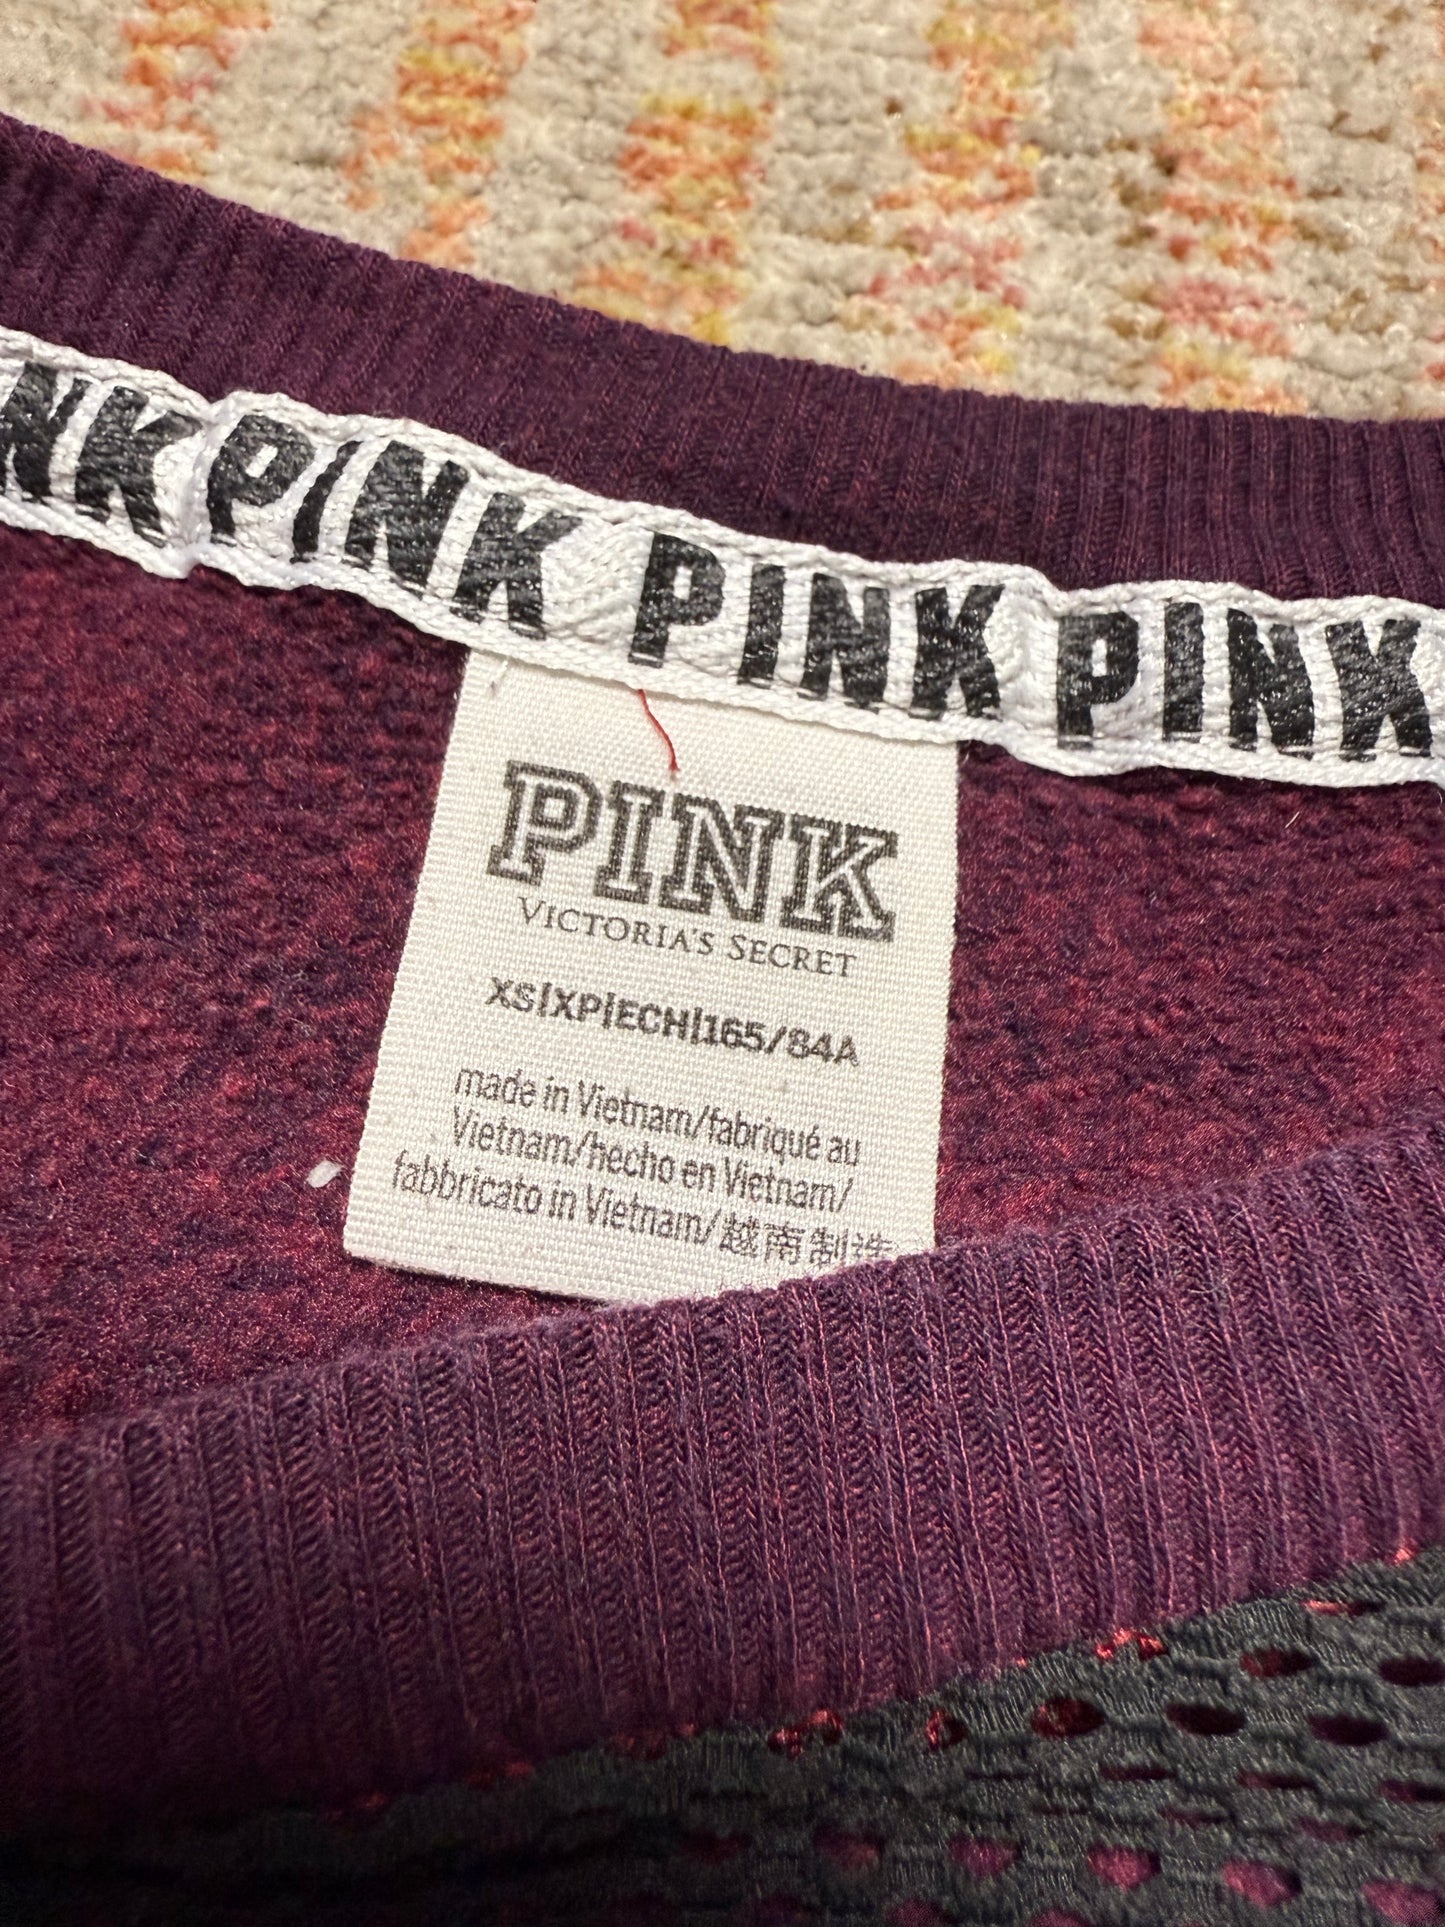 INK PINK PINK PINK
PINK
VICTORIA'S SECRET
XS|XP|ECH|165/84A
made in Vietnam/fabriqué au
Vietnam/hecho en Vietnam/
fabbricato in Vietnam/越南制造